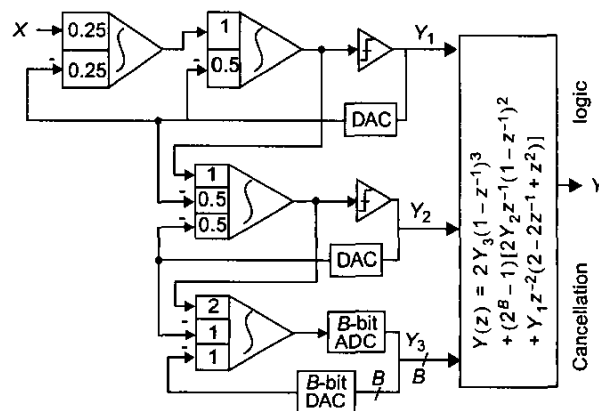 X
0.25
-
0.25
1
-
0.5
Y1
DAC
1
-
0.5
-
0.5
Y2
DAC
2
-
1
-
1
B-bit
ADC
Y3
B
B
B-bit
DAC
Y(z) = 2Y3(1−z⁻¹)³
+ (2ᴮ−1)[2Y2z⁻¹(1−z⁻¹)²
+ Y1z⁻²(2−2z⁻¹+z²)]
Cancellation logic
Y